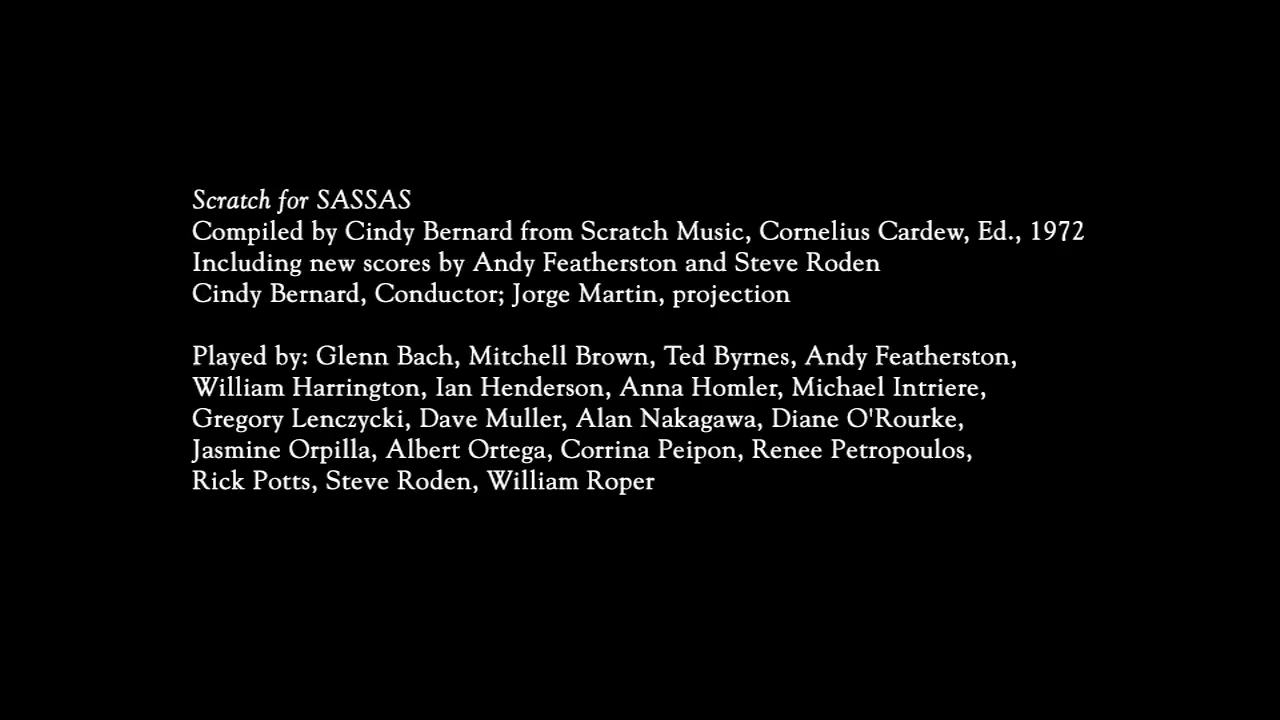 Scratch for SASSAS
Compiled by Cindy Bernard from Scratch Music, Cornelius Cardew, Ed., 1972
Including new scores by Andy Featherston and Steve Roden
Cindy Bernard, Conductor; Jorge Martin, projection
Played by: Glenn Bach, Mitchell Brown, Ted Byrnes, Andy Featherston,
William Harrington, Ian Henderson, Anna Homler, Michael Intriere,
Gregory Lenczycki, Dave Muller, Alan Nakagawa, Diane O'Rourke,
Jasmine Orpilla, Albert Ortega, Corrina Peipon, Renee Petropoulos,
Rick Potts, Steve Roden, William Roper